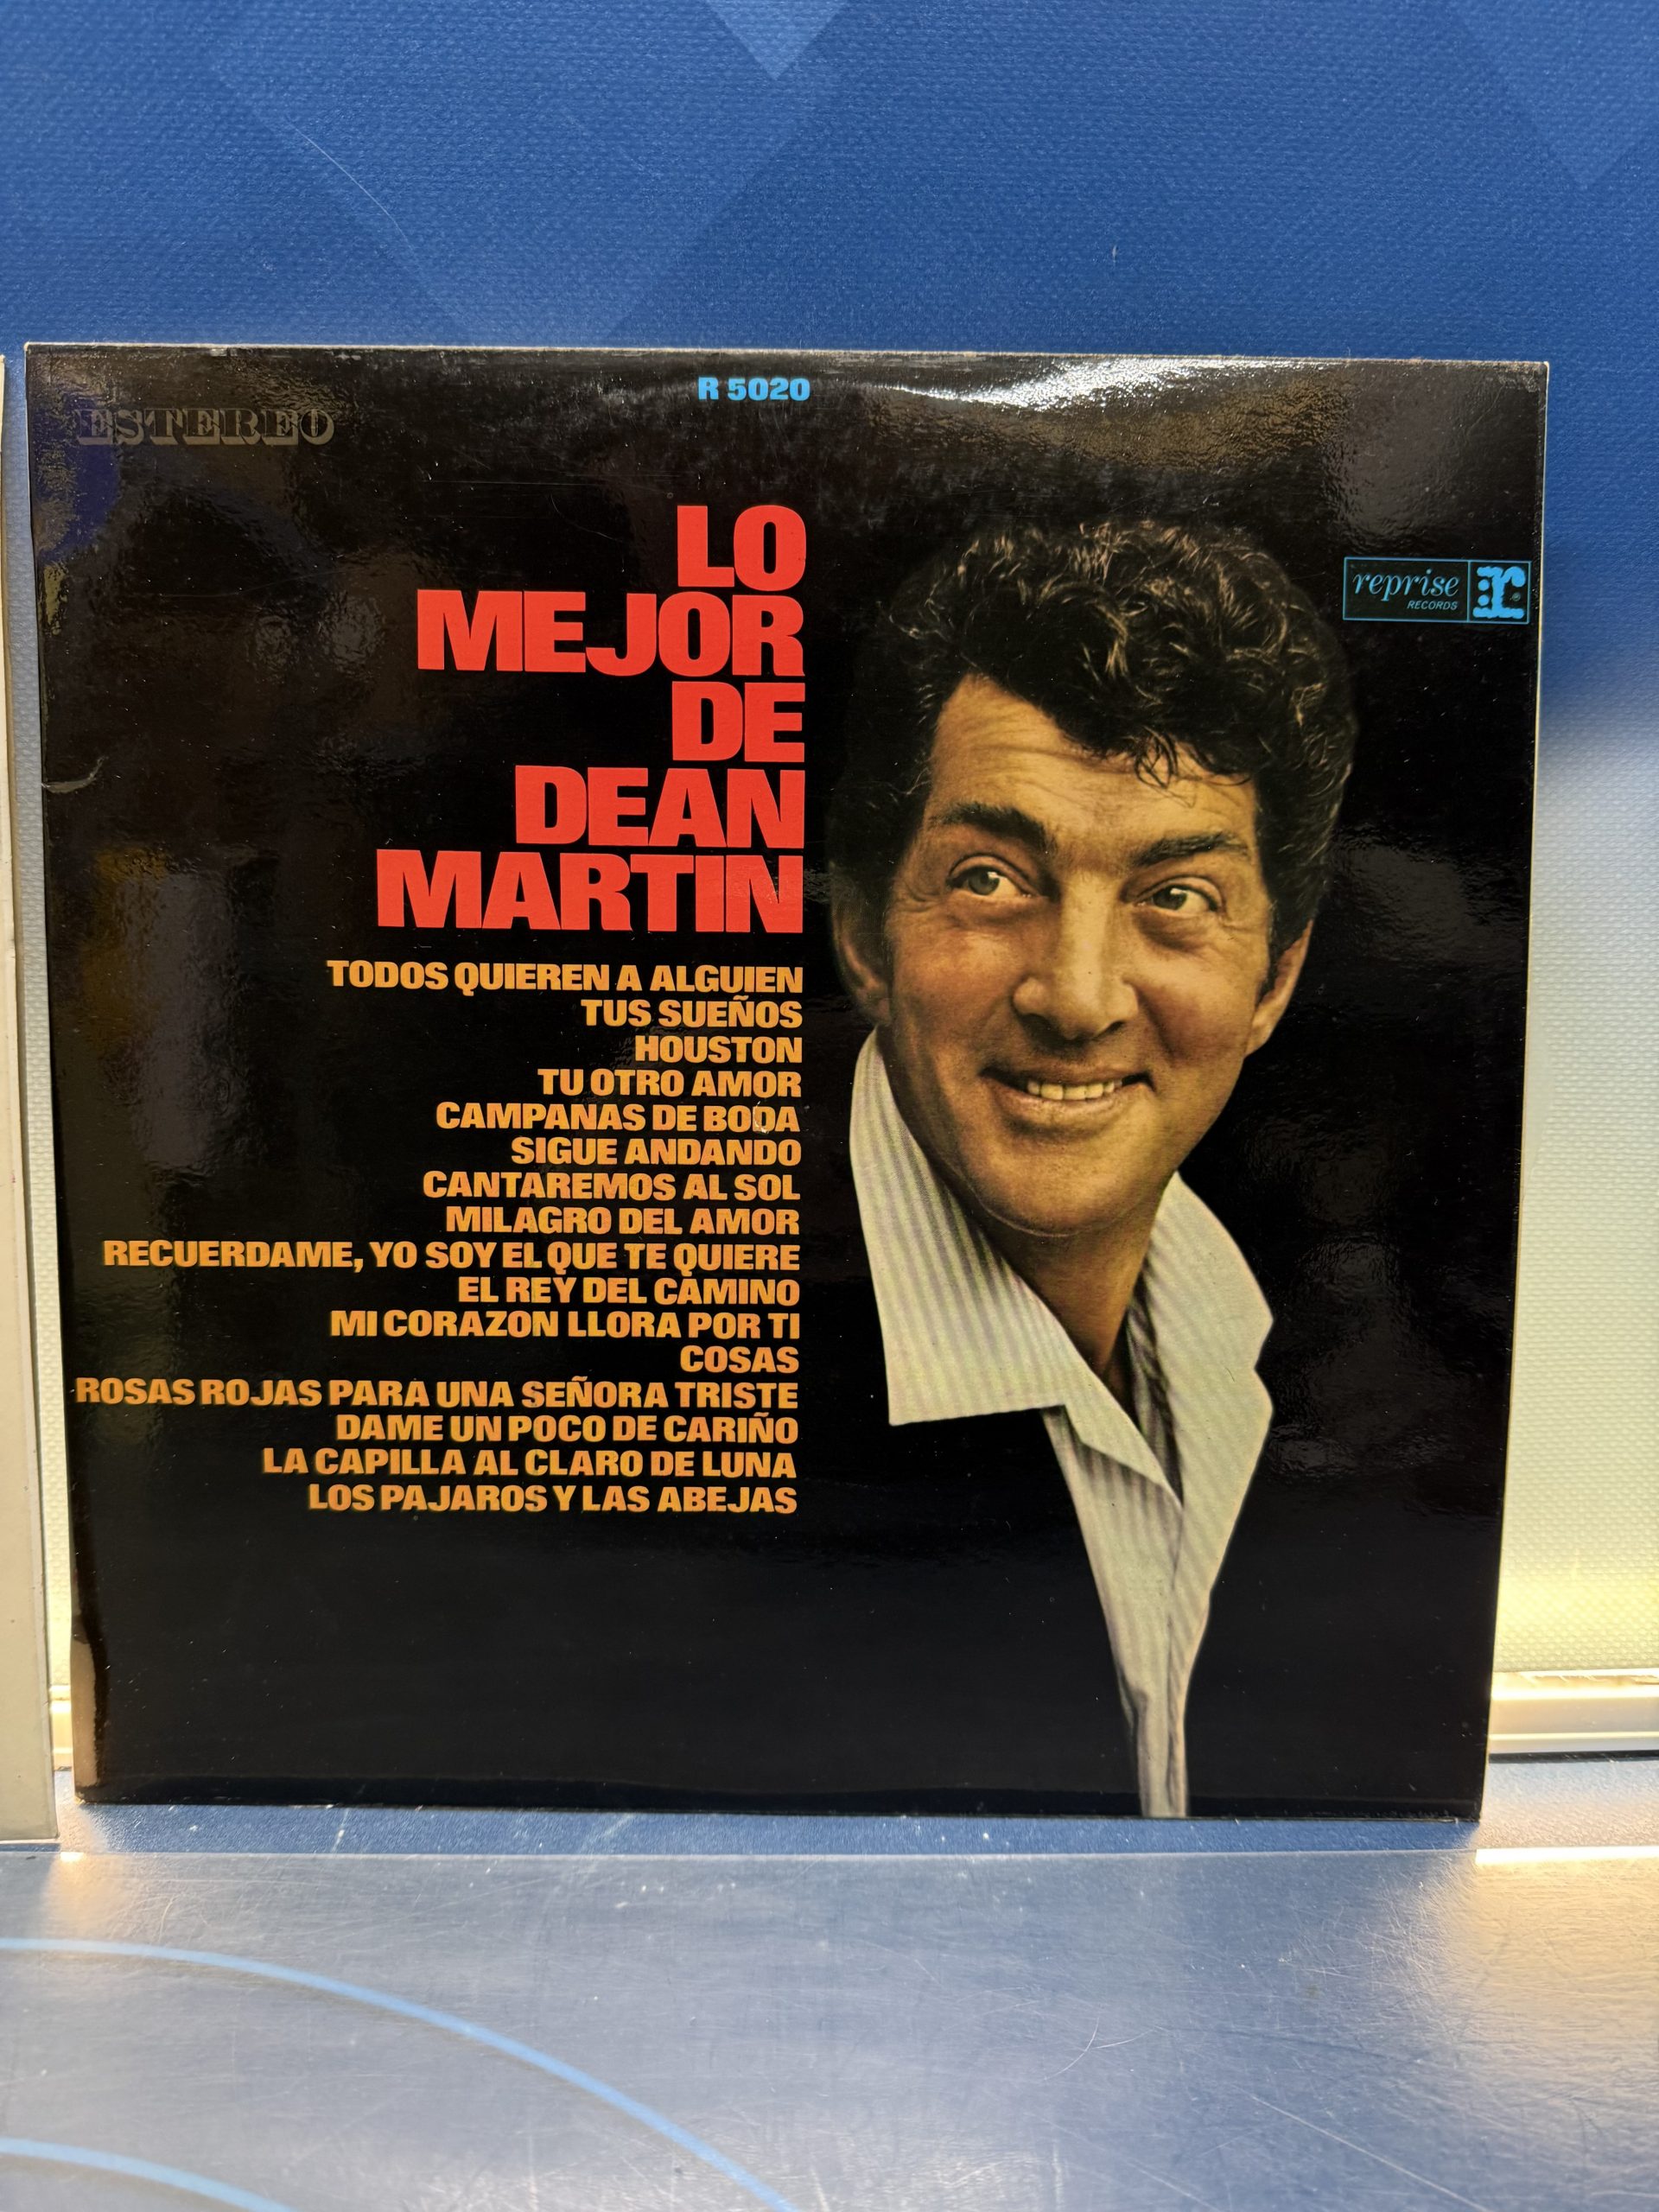 R 5020
ESTEREO
LO
MEJOR
DE
DEAN
MARTIN
reprise
RECORDS
r
TODOS QUIEREN A ALGUIEN
TUS SUEÑOS
HOUSTON
TU OTRO AMOR
CAMPANAS DE BODA
SIGUE ANDANDO
CANTAREMOS AL SOL
MILAGRO DEL AMOR
RECUERDAME, YO SOY EL QUE TE QUIERE
EL REY DEL CAMINO
MI CORAZON LLORA POR TI
COSAS
ROSAS ROJAS PARA UNA SEÑORA TRISTE
DAME UN POCO DE CARIÑO
LA CAPILLA AL CLARO DE LUNA
LOS PAJAROS Y LAS ABEJAS